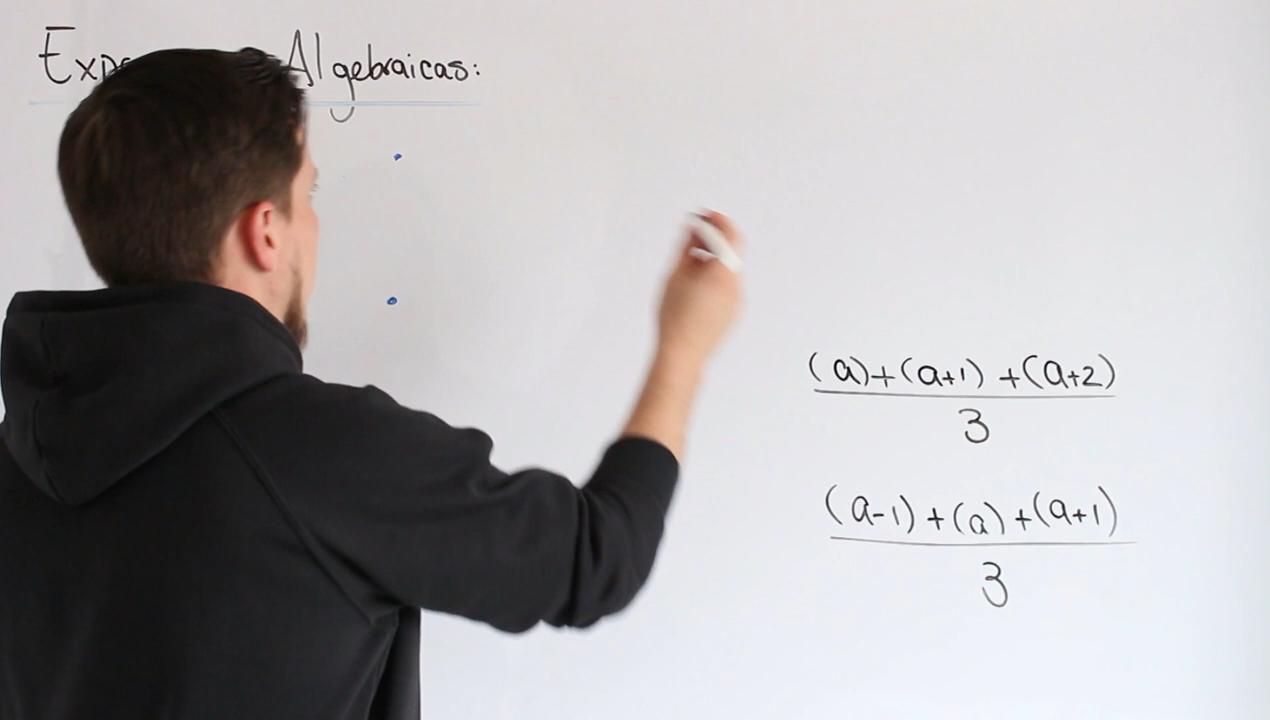 Algebraicas:
(a)+(a+1)+(a+2)
3
(a-1)+(a)+(a+1)
3